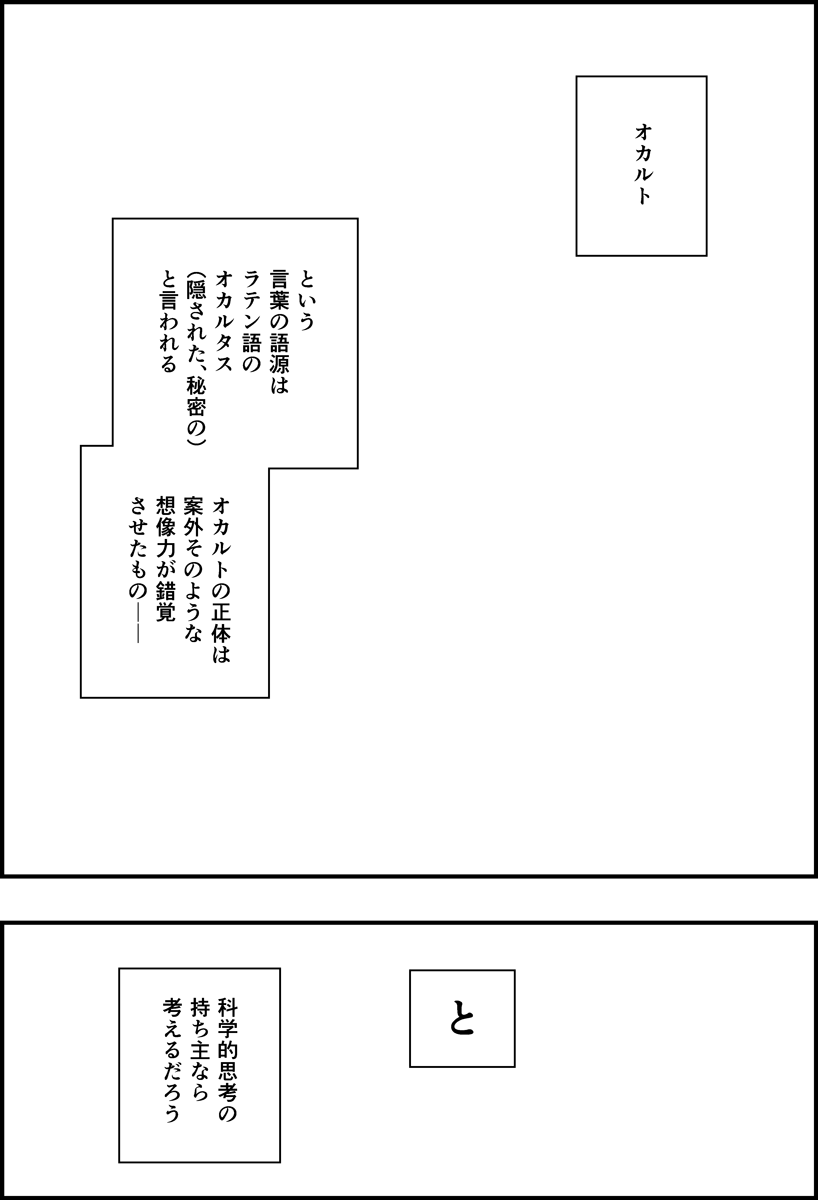 オカルト
という
言葉の語源は
ラテン語の
オカルタス
(隠された、秘密の)
と言われる
オカルトの正体は
案外そのような
想像力が錯覚
させたもの――
と
科学的思考の
持ち主なら
考えるだろう